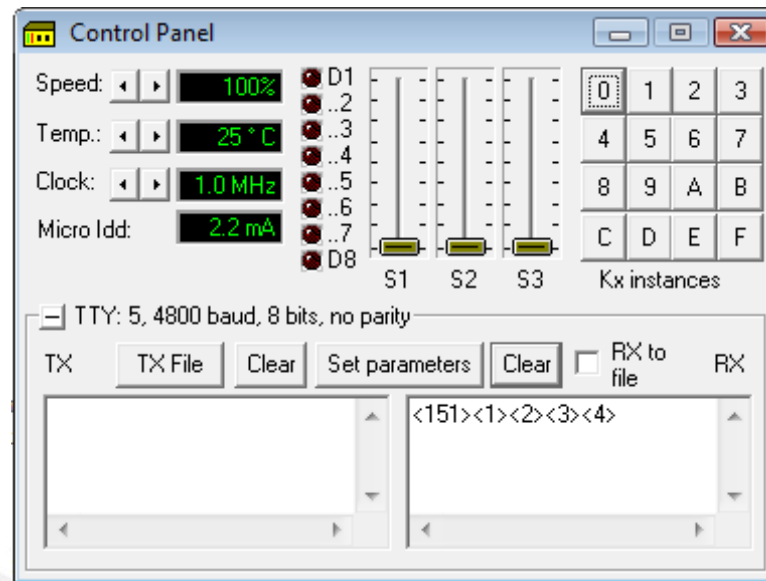 Control Panel
Speed: 100%
Temp.: 25 ° C
Clock: 1.0 MHz
Micro Idd: 2.2 mA
D1
..2
..3
..4
..5
..6
..7
D8
S1 S2 S3
0 1 2 3
4 5 6 7
8 9 A B
C D E F
Kx instances
TTY: 5, 4800 baud, 8 bits, no parity
TX TX File Clear Set parameters Clear RX to file RX
<151><1><2><3><4>